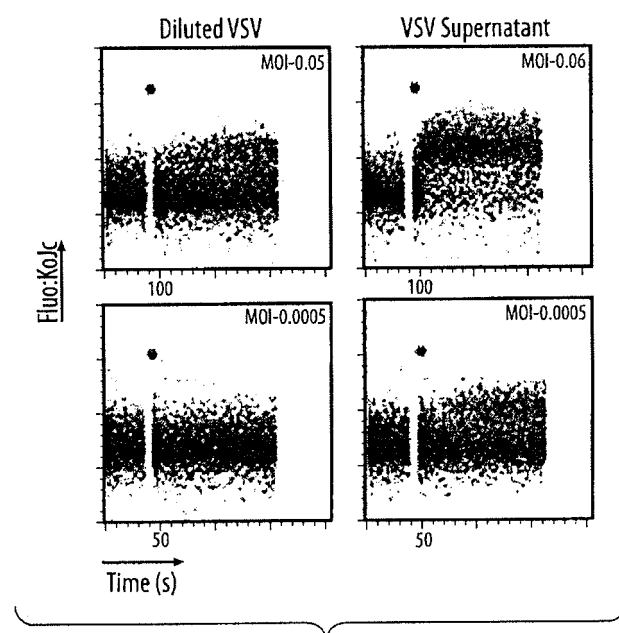 Diluted VSV
VSV Supernatant
MOI-0.05
MOI-0.06
Fluo:KoJc
100
100
MOI-0.0005
MOI-0.0005
50
50
Time (s)